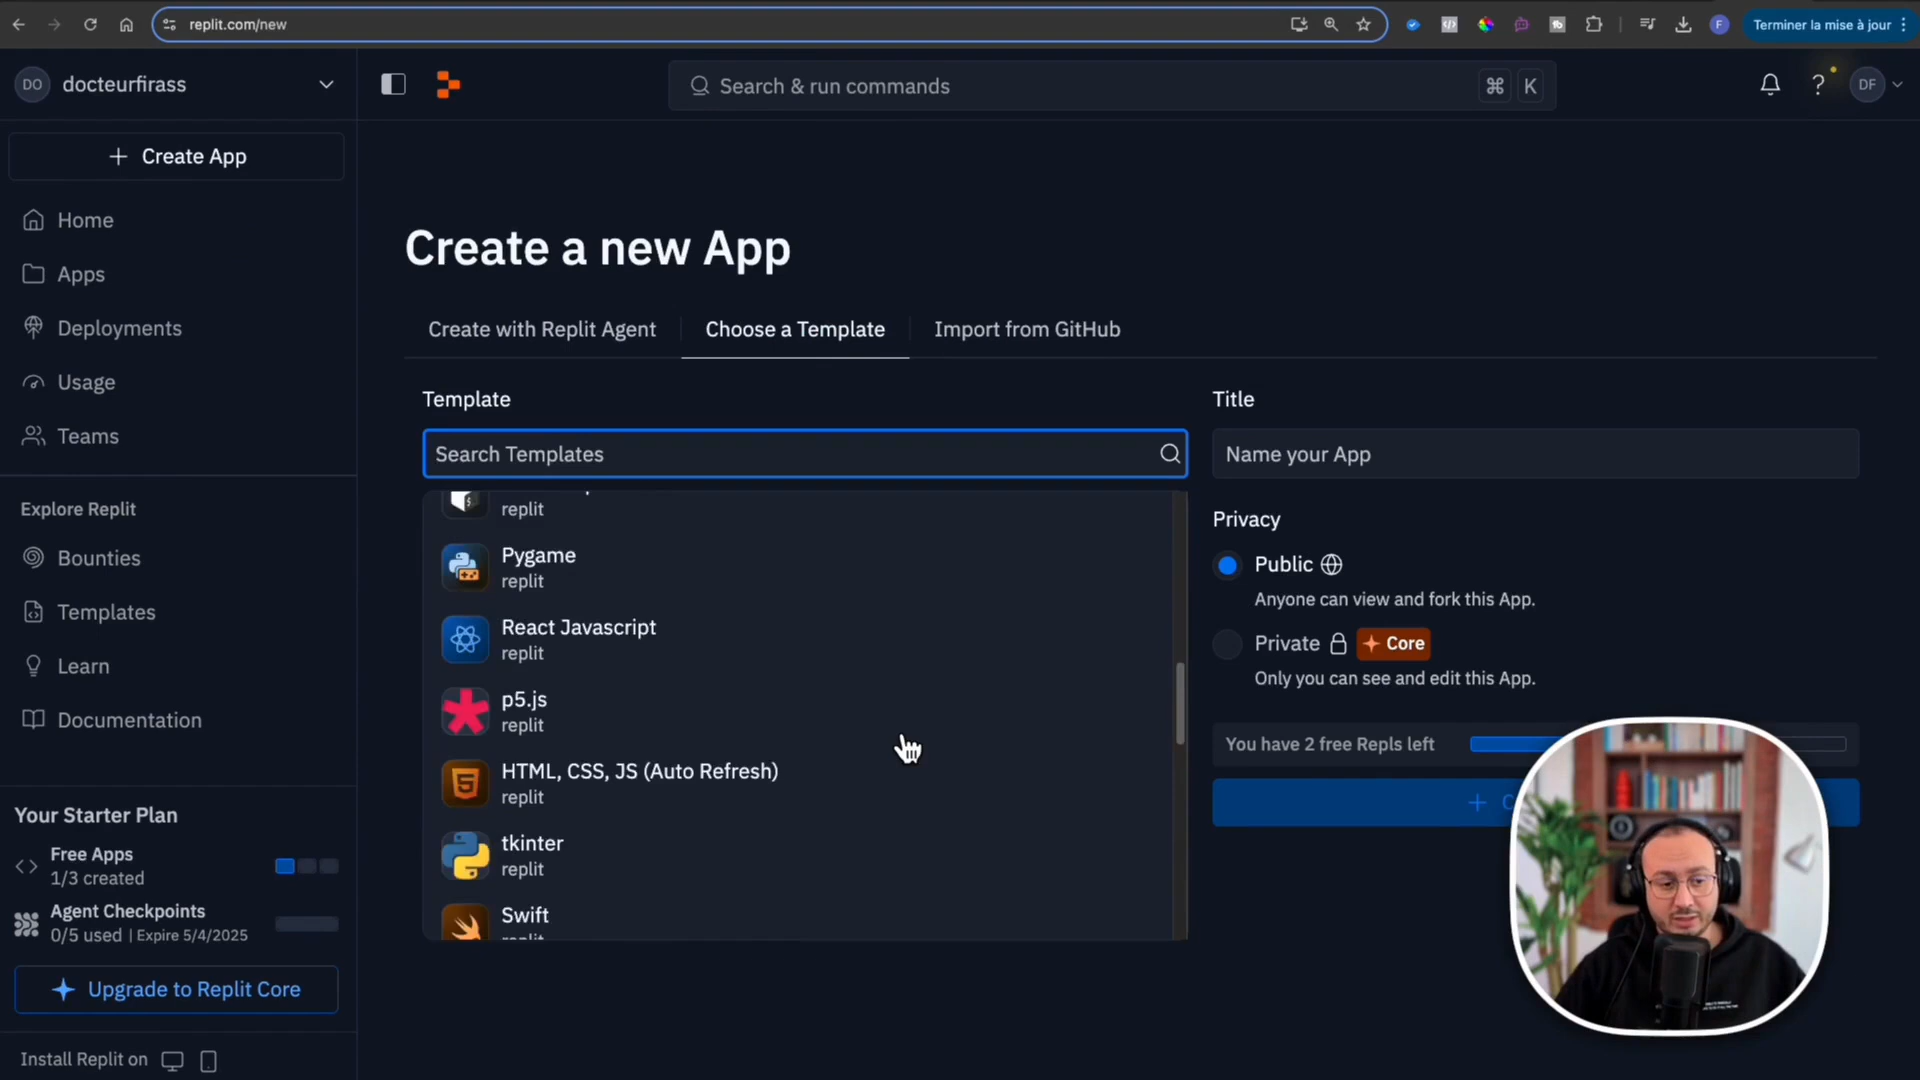 replit.com/new
Terminer la mise à jour
DO
docteurfirass
Search & run commands
⌘ K
?
DF
+ Create App
Home
Apps
Deployments
Usage
Teams
Explore Replit
Bounties
Templates
Learn
Documentation
Your Starter Plan
Free Apps
1/3 created
Agent Checkpoints
0/5 used | Expire 5/4/2025
Upgrade to Replit Core
Install Replit on
Create a new App
Create with Replit Agent
Choose a Template
Import from GitHub
Template
Search Templates
replit
Pygame
replit
React Javascript
replit
p5.js
replit
HTML, CSS, JS (Auto Refresh)
replit
tkinter
replit
Swift
replit
Title
Name your App
Privacy
Public
Anyone can view and fork this App.
Private
Core
Only you can see and edit this App.
You have 2 free Repls left